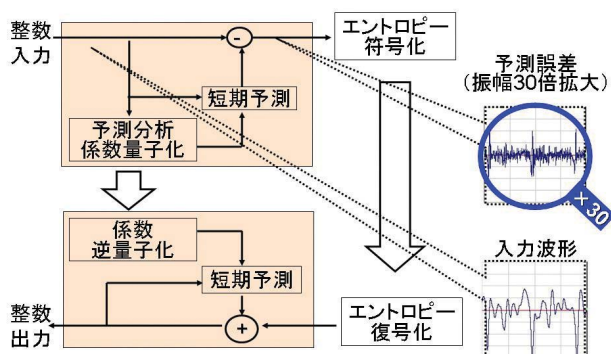 整数
入力
-
エントロピー
符号化
短期予測
予測分析
係数量子化
予測誤差
(振幅30倍拡大)
×30
係数
逆量子化
短期予測
入力波形
整数
出力
+
エントロピー
復号化